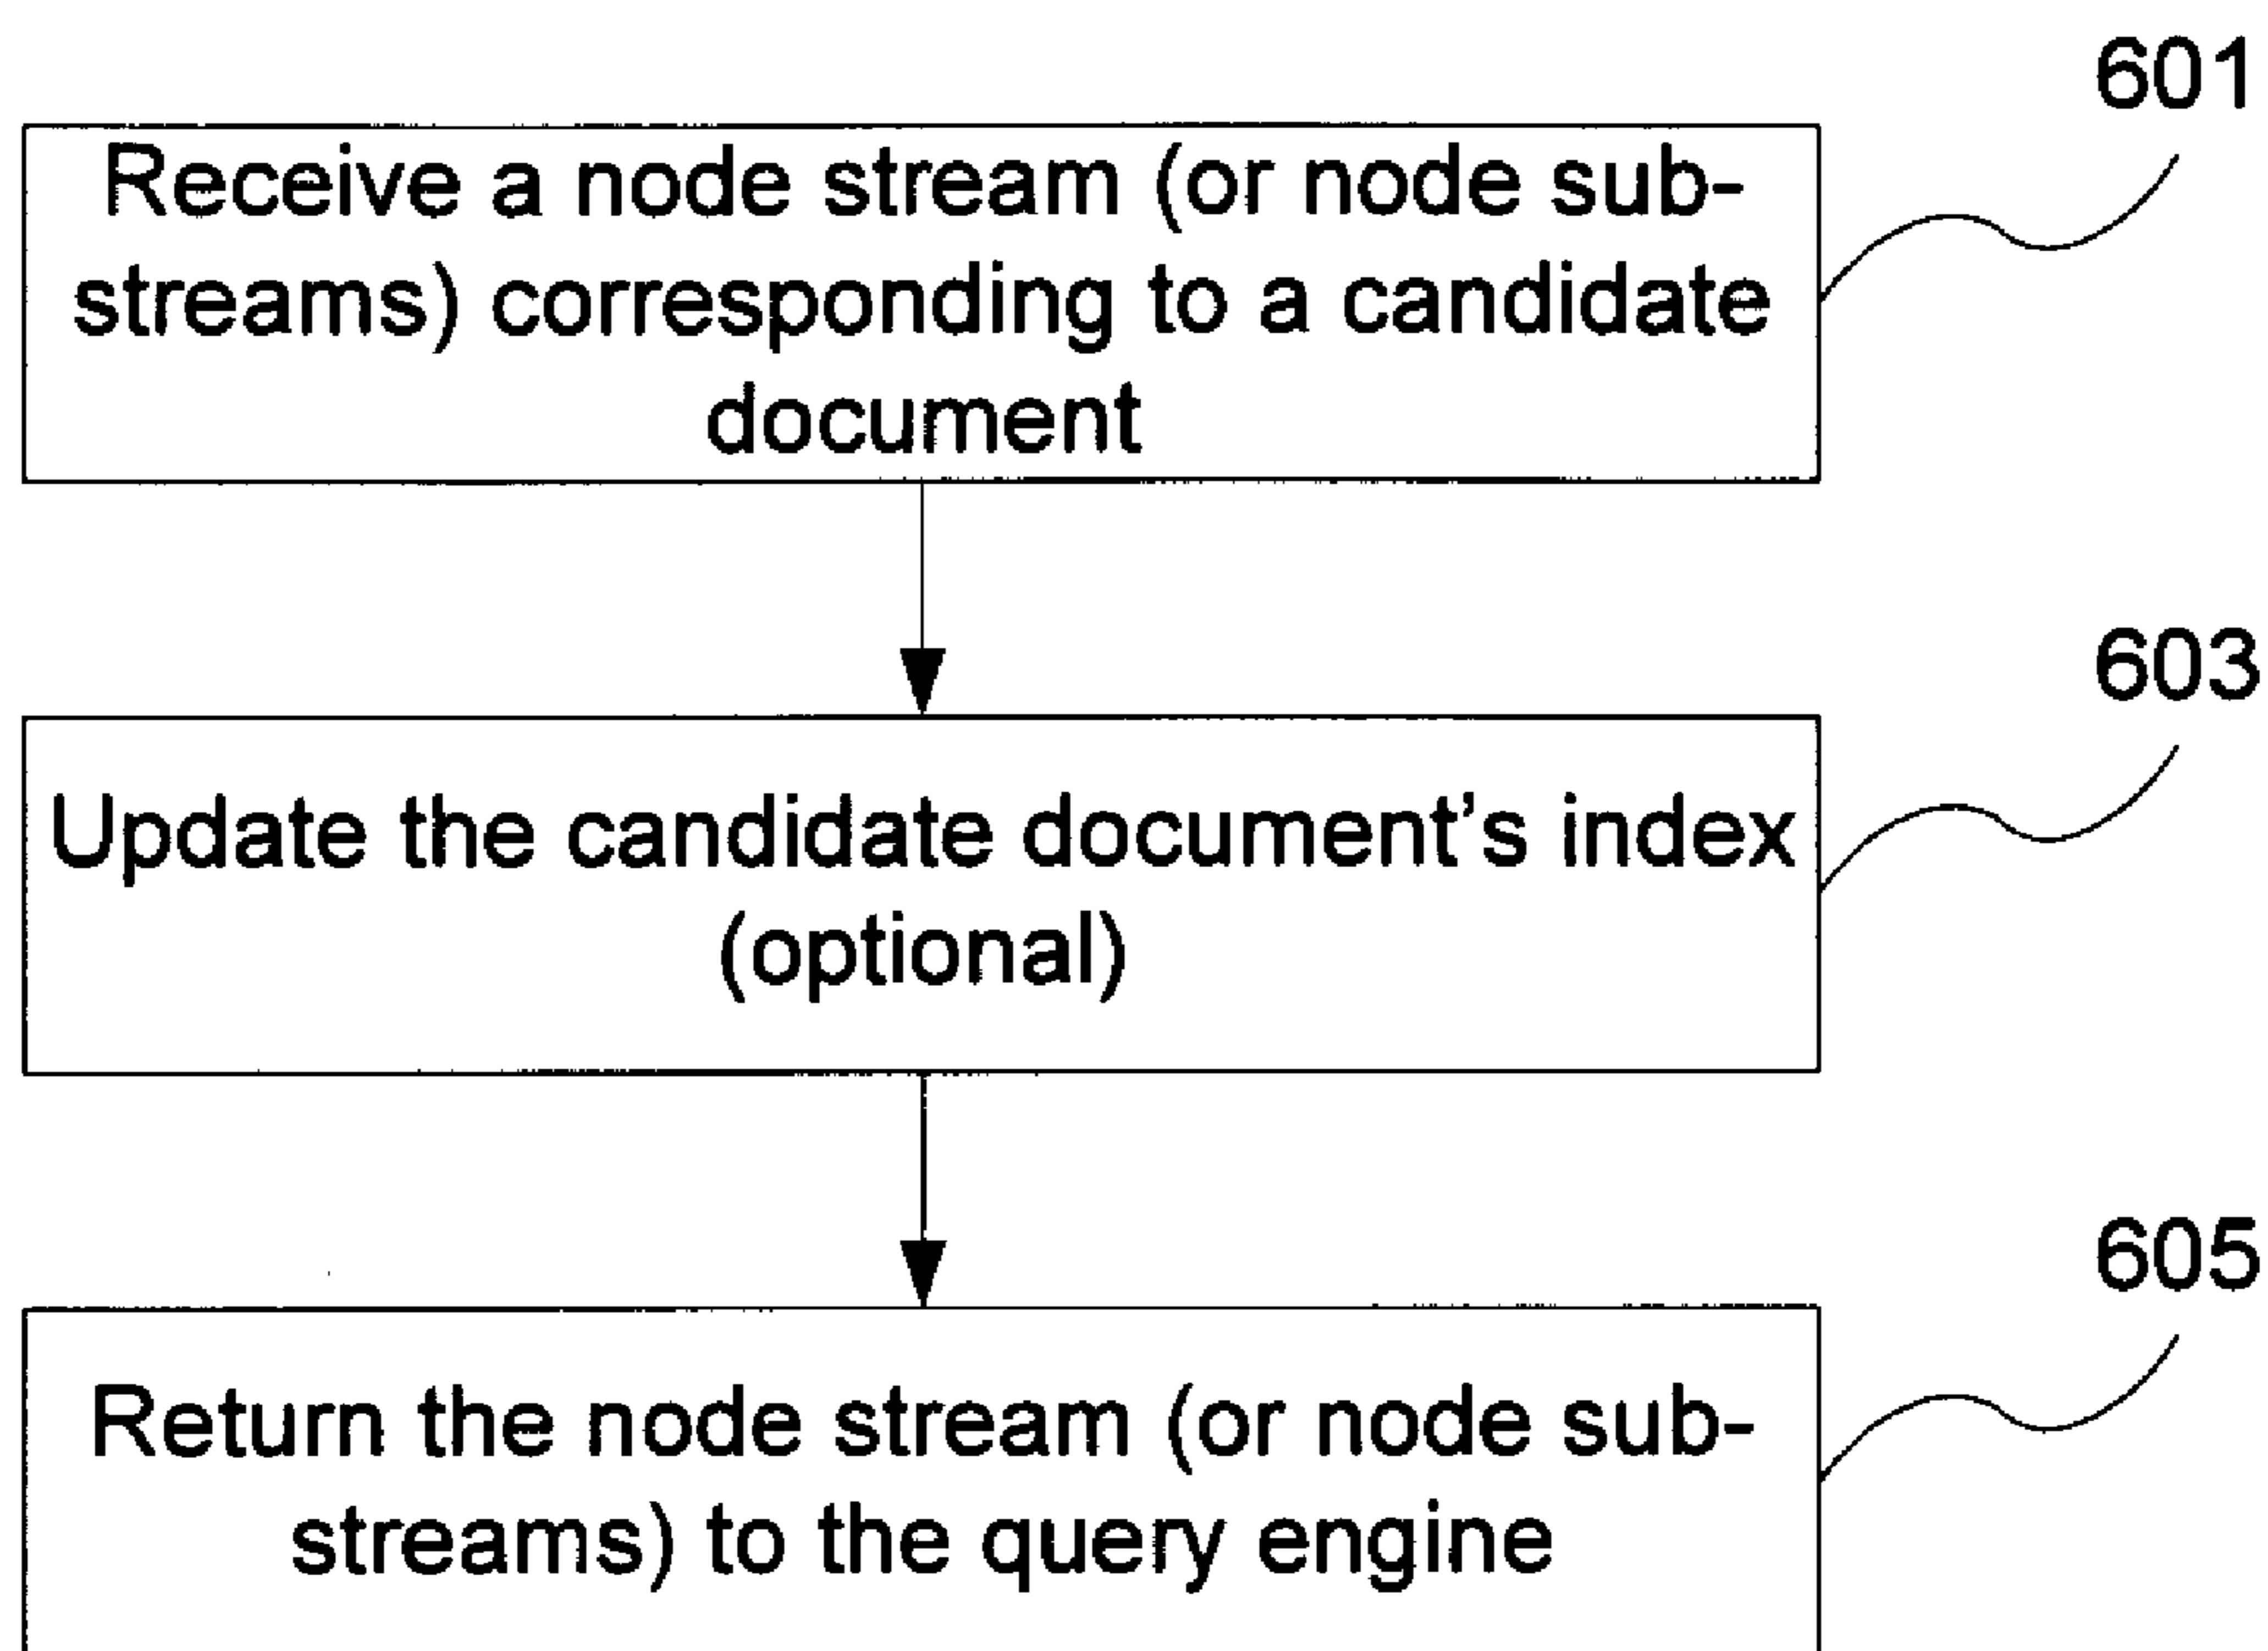 601
Receive a node stream (or node sub-
streams) corresponding to a candidate
document
603
Update the candidate document’s index
(optional)
605
Return the node stream (or node sub-
streams) to the query engine